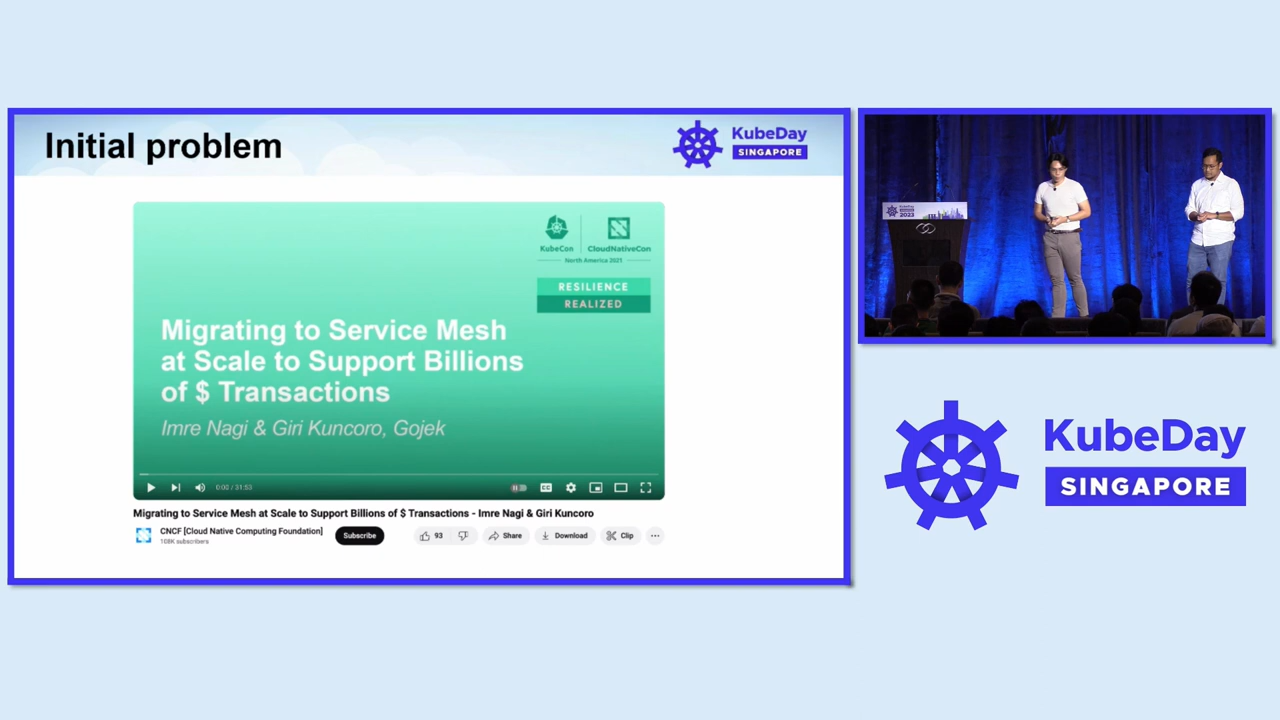 Initial problem
KubeDay
SINGAPORE
KubeCon
CloudNativeCon
North America 2021
RESILIENCE
REALIZED
Migrating to Service Mesh
at Scale to Support Billions
of $ Transactions
Imre Nagi & Giri Kuncoro, Gojek
0:00 / 31:53
CC
Migrating to Service Mesh at Scale to Support Billions of $ Transactions - Imre Nagi & Giri Kuncoro
CNCF [Cloud Native Computing Foundation]
108K subscribers
Subscribe
93
Share
Download
Clip
KubeDay
2023
KubeDay
SINGAPORE